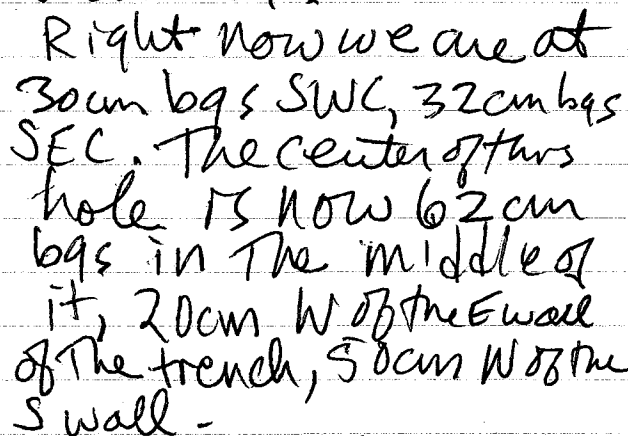 Right now we are at
30cm bgs SWC, 32cm bgs
SEC. The center of this
hole is now 62cm
bgs in The middle of
it, 20cm W of the E wall
of The trench, 50cm N of the
S wall.